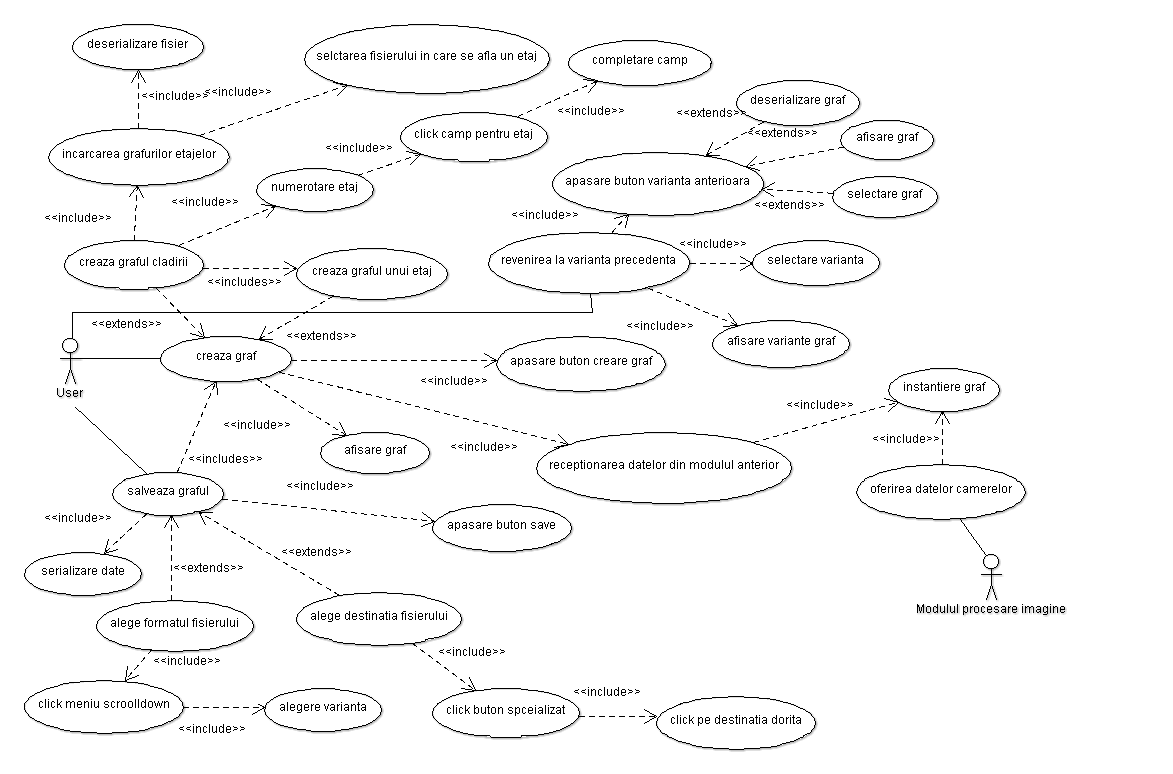 deserializare fisier
selctarea fisierului in care se afla un etaj
completare camp
<<include>>
<<include>>
deserializare graf
<<extends>>
<<include>>
click camp pentru etaj
<<extends>>
afisare graf
incarcarea grafurilor etajelor
<<include>>
numerotare etaj
apasare buton varianta anterioara
selectare graf
<<include>>
<<include>>
<<extends>>
<<include>>
creaza graful cladirii
creaza graful unui etaj
<<includes>>
revenirea la varianta precedenta
<<include>>
selectare varianta
<<extends>>
<<extends>>
<<include>>
afisare variante graf
User
creaza graf
apasare buton creare graf
<<include>>
instantiere graf
<<include>>
<<include>>
afisare graf
<<include>>
<<include>>
<<includes>>
receptionarea datelor din modulul anterior
salveaza graful
<<include>>
oferirea datelor camerelor
<<include>>
apasare buton save
serializare date
<<extends>>
<<extends>>
Modulul procesare imagine
alege formatul fisierului
alege destinatia fisierului
<<include>>
<<include>>
click meniu scroolldown
alegere varianta
<<include>>
click buton spceializat
<<include>>
click pe destinatia dorita